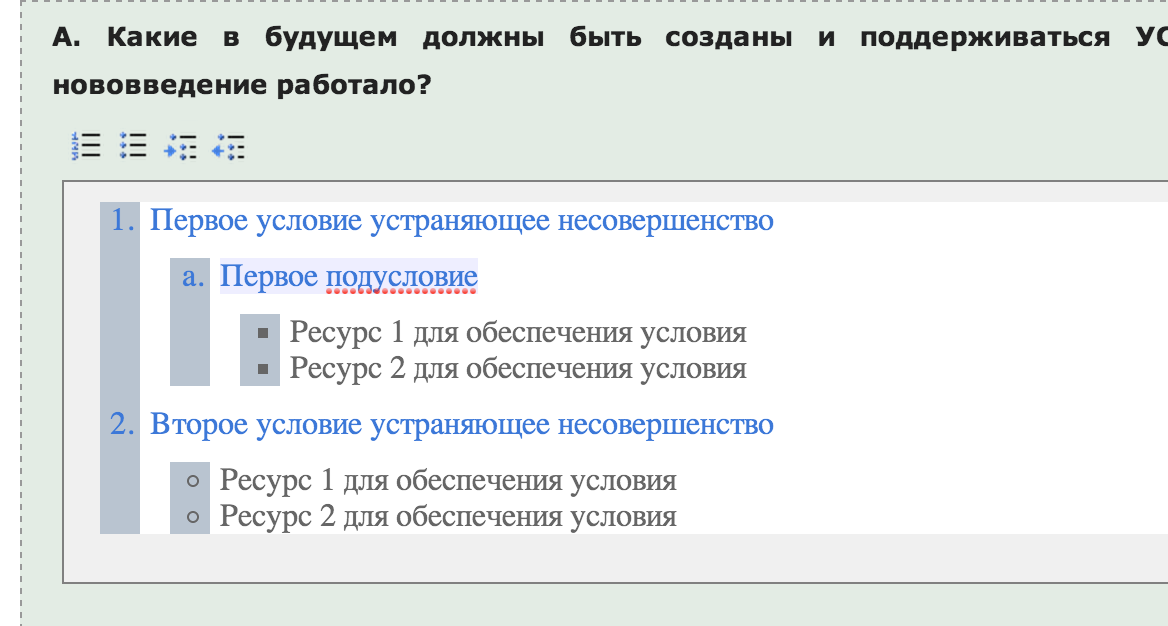 А. Какие в будущем должны быть созданы и поддерживаться
нововведение работало?
1. Первое условие устраняющее несовершенство
a. Первое подусловие
▪ Ресурс 1 для обеспечения условия
▪ Ресурс 2 для обеспечения условия
2. Второе условие устраняющее несовершенство
○ Ресурс 1 для обеспечения условия
○ Ресурс 2 для обеспечения условия